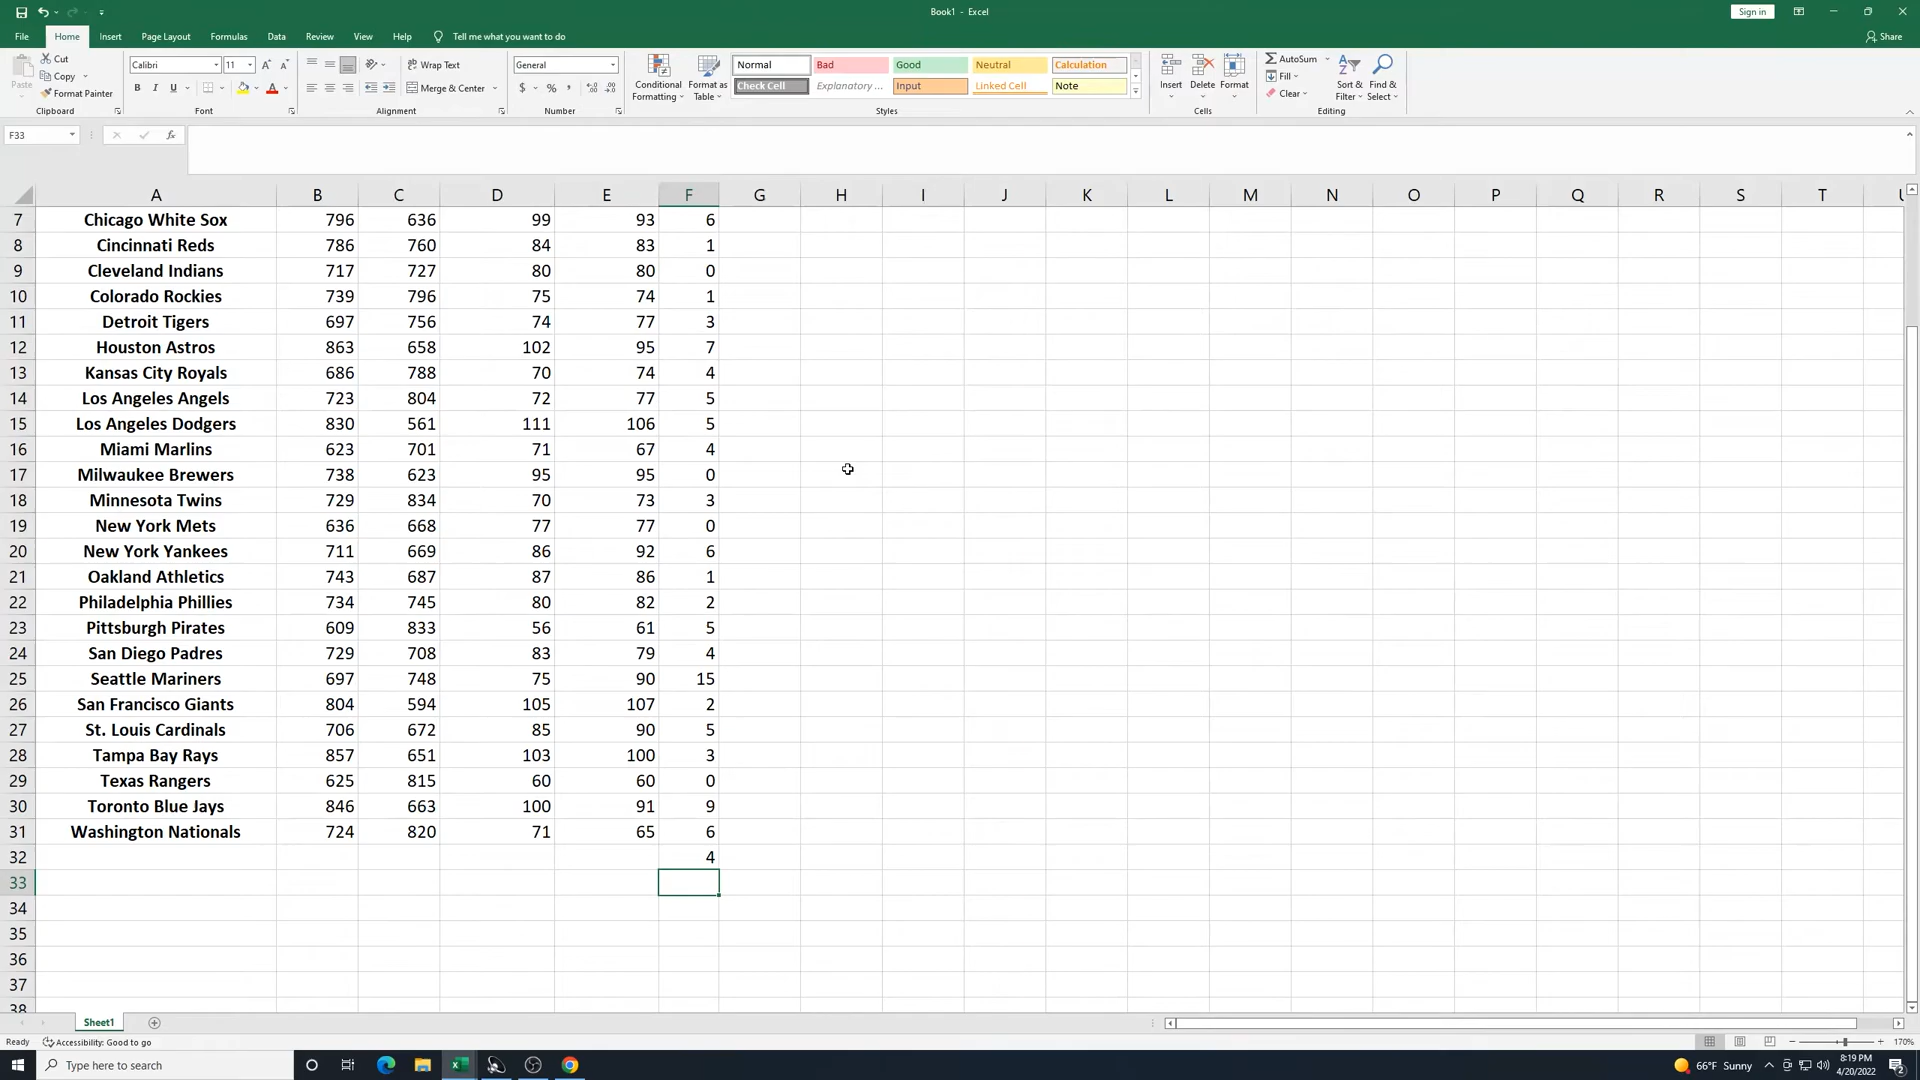 Book1 - Excel
Sign in
File Home Insert Page Layout Formulas Data Review View Help Tell me what you want to do Share
Paste
Cut
Copy
Format Painter
Clipboard
Calibri 11
B I U
Font
Wrap Text
Merge & Center
Alignment
General
$ %
Number
Conditional Formatting
Format as Table
Normal Bad Good Neutral Calculation
Check Cell Explanatory ... Input Linked Cell Note
Styles
Insert Delete Format
Cells
AutoSum
Fill
Clear
Sort & Filter
Find & Select
Editing
F33 fx
A B C D E F G H I J K L M N O P Q R S T
7 Chicago White Sox 796 636 99 93 6
8 Cincinnati Reds 786 760 84 83 1
9 Cleveland Indians 717 727 80 80 0
10 Colorado Rockies 739 796 75 74 1
11 Detroit Tigers 697 756 74 77 3
12 Houston Astros 863 658 102 95 7
13 Kansas City Royals 686 788 70 74 4
14 Los Angeles Angels 723 804 72 77 5
15 Los Angeles Dodgers 830 561 111 106 5
16 Miami Marlins 623 701 71 67 4
17 Milwaukee Brewers 738 623 95 95 0
18 Minnesota Twins 729 834 70 73 3
19 New York Mets 636 668 77 77 0
20 New York Yankees 711 669 86 92 6
21 Oakland Athletics 743 687 87 86 1
22 Philadelphia Phillies 734 745 80 82 2
23 Pittsburgh Pirates 609 833 56 61 5
24 San Diego Padres 729 708 83 79 4
25 Seattle Mariners 697 748 75 90 15
26 San Francisco Giants 804 594 105 107 2
27 St. Louis Cardinals 706 672 85 90 5
28 Tampa Bay Rays 857 651 103 100 3
29 Texas Rangers 625 815 60 60 0
30 Toronto Blue Jays 846 663 100 91 9
31 Washington Nationals 724 820 71 65 6
32 4
33
34
35
36
37
38
Sheet1
Ready Accessibility: Good to go 170%
Type here to search
66°F Sunny
8:19 PM
4/20/2022